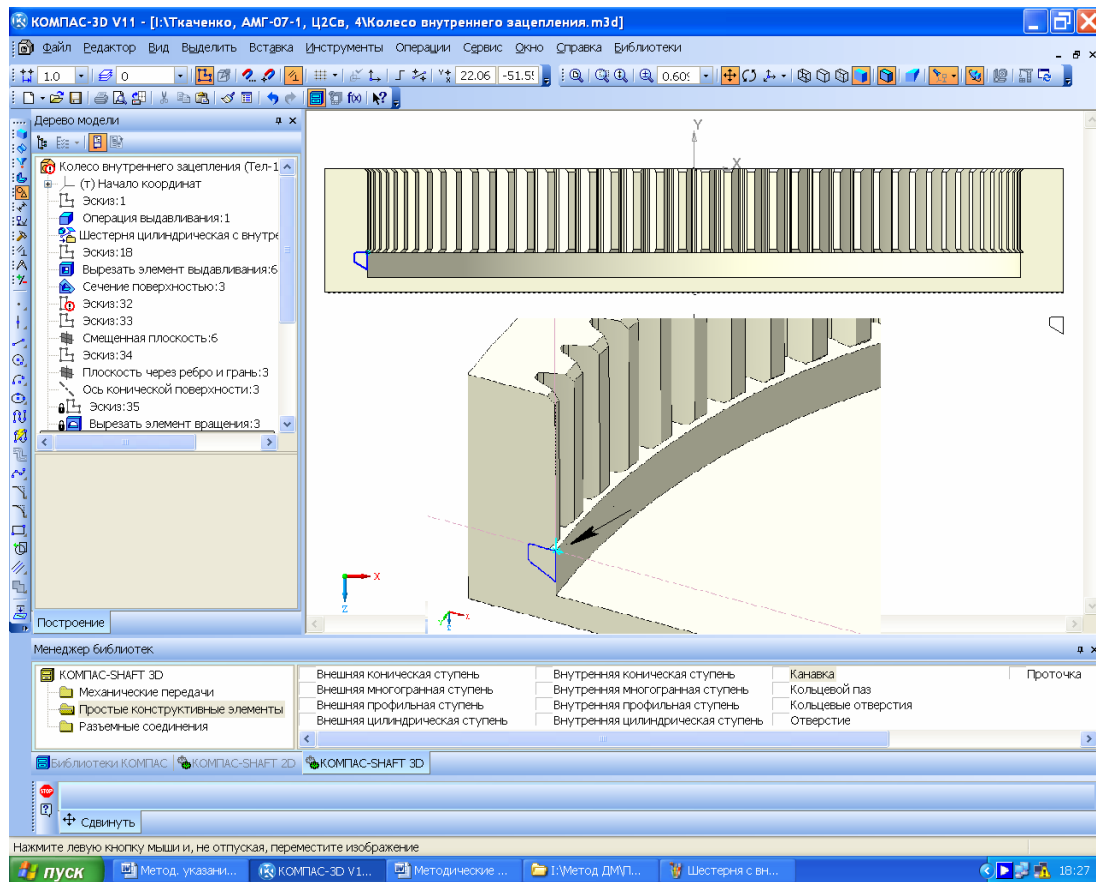 КОМПАС-3D V11 - [I:\Ткаченко, АМГ-07-1, Ц2Св, 4\Колесо внутреннего зацепления.m3d]
Файл Редактор Вид Выделить Вставка Инструменты Операции Сервис Окно Справка Библиотеки
1.0 0 22.06 -51.5 0.609
f(x)
Дерево модели
Колесо внутреннего зацепления (Тел-1
(т) Начало координат
Эскиз:1
Операция выдавливания:1
Шестерня цилиндрическая с внутре
Эскиз:18
Вырезать элемент выдавливания:6
Сечение поверхностью:3
Эскиз:32
Эскиз:33
Смещенная плоскость:6
Эскиз:34
Плоскость через ребро и грань:3
Ось конической поверхности:3
Эскиз:35
Вырезать элемент вращения:3
Y
X
X
Z
X
Y
Z
Построение
Менеджер библиотек
КОМПАС-SHAFT 3D
Механические передачи
Простые конструктивные элементы
Разъемные соединения
Внешняя коническая ступень
Внешняя многогранная ступень
Внешняя профильная ступень
Внешняя цилиндрическая ступень
Внутренняя коническая ступень
Внутренняя многогранная ступень
Внутренняя профильная ступень
Внутренняя цилиндрическая ступень
Канавка
Кольцевой паз
Кольцевые отверстия
Отверстие
Проточка
Библиотеки КОМПАС КОМПАС-SHAFT 2D КОМПАС-SHAFT 3D
STOP
Сдвинуть
Нажмите левую кнопку мыши и, не отпуская, переместите изображение
пуск Метод. указани... КОМПАС-3D V1... Методические ... I:\Метод ДМ\П... Шестерня с вн... 18:27